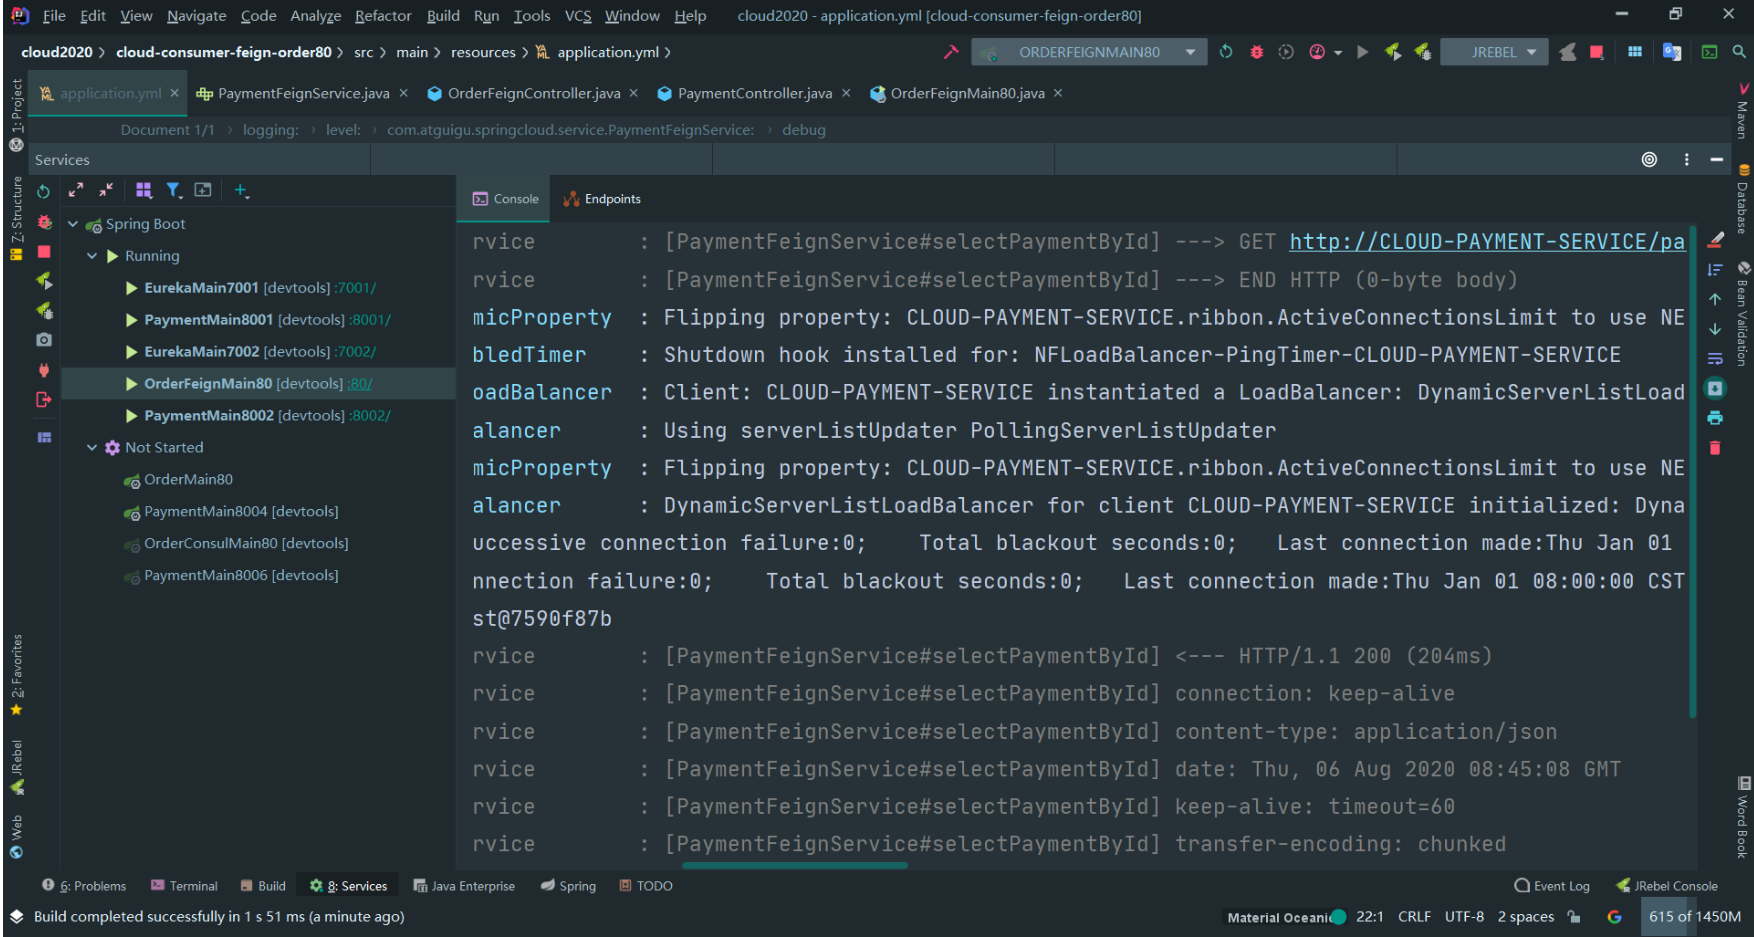 File Edit View Navigate Code Analyze Refactor Build Run Tools VCS Window Help cloud2020 - application.yml [cloud-consumer-feign-order80]
cloud2020 cloud-consumer-feign-order80 src main resources application.yml ORDERFEIGNMAIN80 JREBEL
application.yml PaymentFeignService.java OrderFeignController.java PaymentController.java OrderFeignMain80.java
Document 1/1 logging: level: com.atguigu.springcloud.service.PaymentFeignService: debug
Services
Console Endpoints
Spring Boot
Running
EurekaMain7001 [devtools] :7001/
PaymentMain8001 [devtools] :8001/
EurekaMain7002 [devtools] :7002/
OrderFeignMain80 [devtools] :80/
PaymentMain8002 [devtools] :8002/
Not Started
OrderMain80
PaymentMain8004 [devtools]
OrderConsulMain80 [devtools]
PaymentMain8006 [devtools]
rvice : [PaymentFeignService#selectPaymentById] ---> GET http://CLOUD-PAYMENT-SERVICE/pa
rvice : [PaymentFeignService#selectPaymentById] ---> END HTTP (0-byte body)
micProperty : Flipping property: CLOUD-PAYMENT-SERVICE.ribbon.ActiveConnectionsLimit to use NE
bledTimer : Shutdown hook installed for: NFLoadBalancer-PingTimer-CLOUD-PAYMENT-SERVICE
oadBalancer : Client: CLOUD-PAYMENT-SERVICE instantiated a LoadBalancer: DynamicServerListLoad
alancer : Using serverListUpdater PollingServerListUpdater
micProperty : Flipping property: CLOUD-PAYMENT-SERVICE.ribbon.ActiveConnectionsLimit to use NE
alancer : DynamicServerListLoadBalancer for client CLOUD-PAYMENT-SERVICE initialized: Dyna
uccessive connection failure:0; Total blackout seconds:0; Last connection made:Thu Jan 01
nnection failure:0; Total blackout seconds:0; Last connection made:Thu Jan 01 08:00:00 CST
st@7590f87b
rvice : [PaymentFeignService#selectPaymentById] <--- HTTP/1.1 200 (204ms)
rvice : [PaymentFeignService#selectPaymentById] connection: keep-alive
rvice : [PaymentFeignService#selectPaymentById] content-type: application/json
rvice : [PaymentFeignService#selectPaymentById] date: Thu, 06 Aug 2020 08:45:08 GMT
rvice : [PaymentFeignService#selectPaymentById] keep-alive: timeout=60
rvice : [PaymentFeignService#selectPaymentById] transfer-encoding: chunked
1: Project
Z: Structure
2: Favorites
JRebel
Web
Maven
Database
Bean Validation
Word Book
6: Problems Terminal Build 8: Services Java Enterprise Spring TODO Event Log JRebel Console
Build completed successfully in 1 s 51 ms (a minute ago) Material Oceanic 22:1 CRLF UTF-8 2 spaces 615 of 1450M